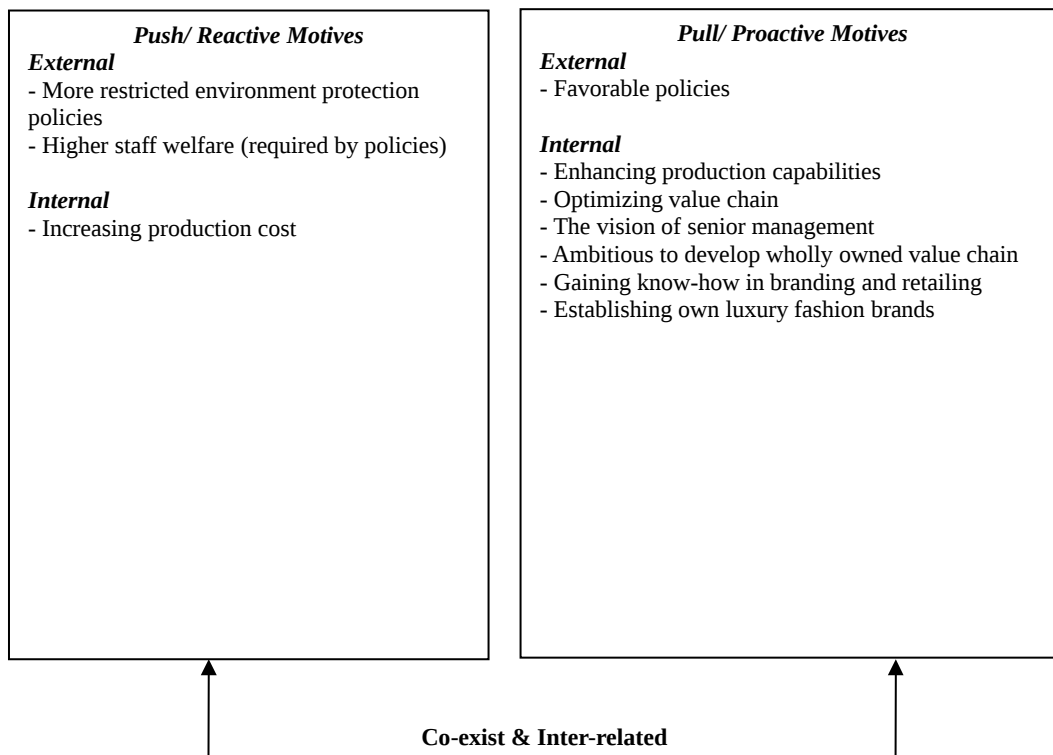 Push/ Reactive Motives
External
- More restricted environment protection
policies
- Higher staff welfare (required by policies)
Internal
- Increasing production cost
Pull/ Proactive Motives
External
- Favorable policies
Internal
- Enhancing production capabilities
- Optimizing value chain
- The vision of senior management
- Ambitious to develop wholly owned value chain
- Gaining know-how in branding and retailing
- Establishing own luxury fashion brands
Co-exist & Inter-related